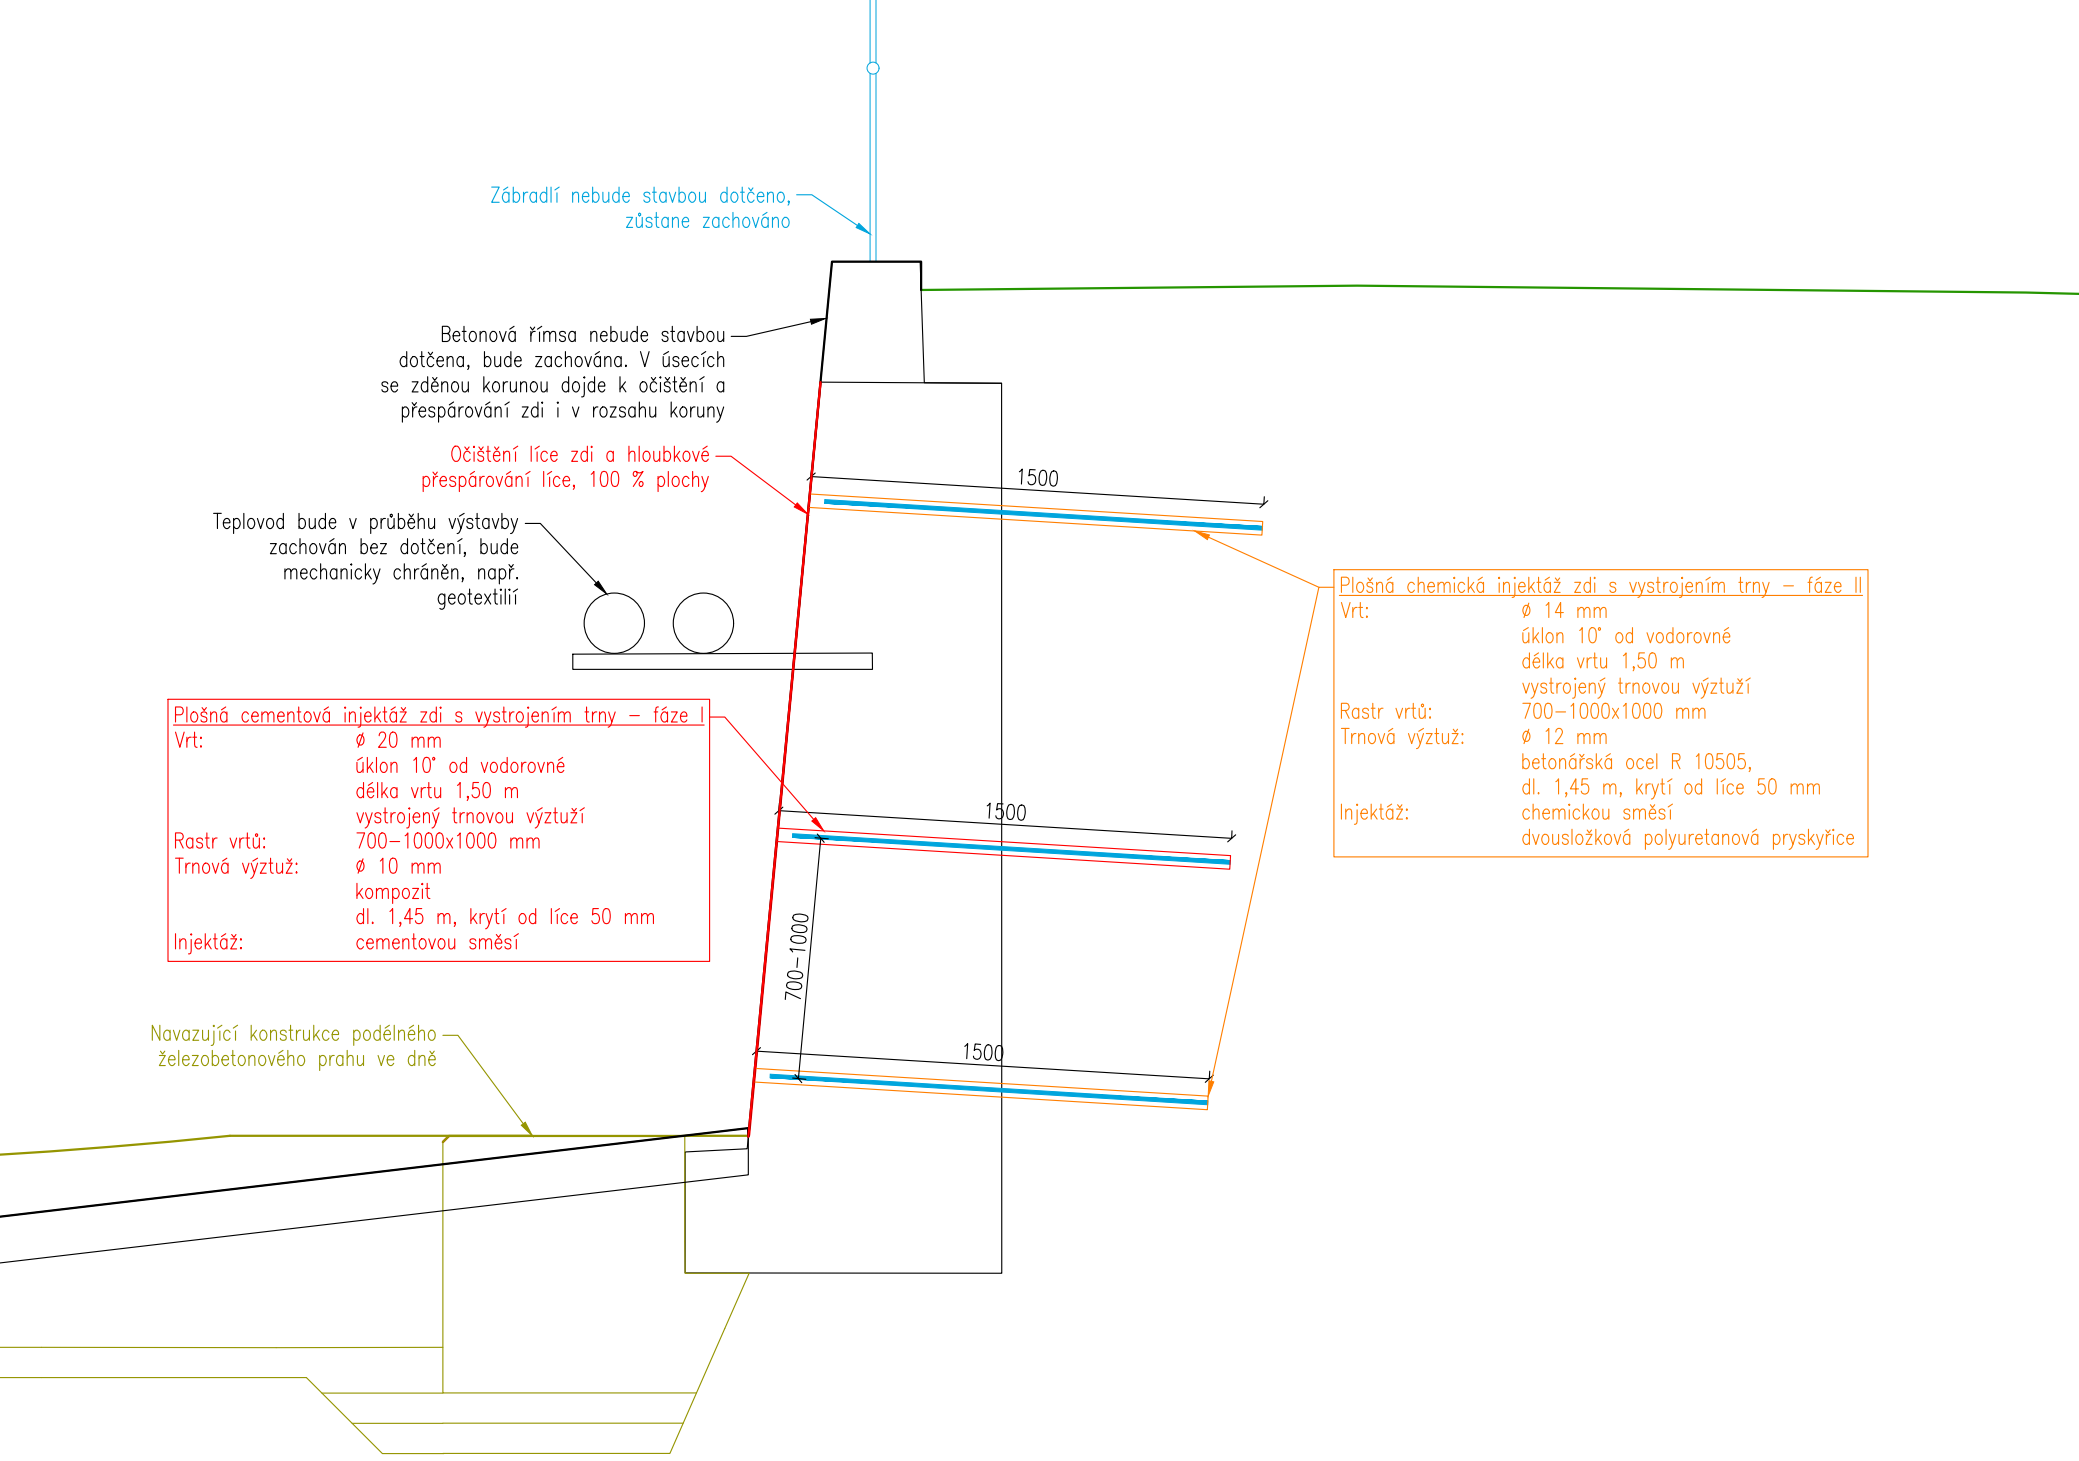 Zábradlí nebude stavbou dotčeno,
zůstane zachováno
Betonová římsa nebude stavbou
dotčena, bude zachována. V úsecích
se zděnou korunou dojde k očištění a
přespárování zdi i v rozsahu koruny
Očištění líce zdi a hloubkové
přespárování líce, 100 % plochy
1500
Teplovod bude v průběhu výstavby
zachován bez dotčení, bude
mechanicky chráněn, např.
geotextilií
Plošná chemická injektáž zdi s vystrojením trny – fáze II
Vrt: ø 14 mm
úklon 10° od vodorovné
délka vrtu 1,50 m
vystrojený trnovou výztuží
Rastr vrtů: 700–1000x1000 mm
Trnová výztuž: ø 12 mm
betonářská ocel R 10505,
dl. 1,45 m, krytí od líce 50 mm
Injektáž: chemickou směsí
dvousložková polyuretanová pryskyřice
Plošná cementová injektáž zdi s vystrojením trny – fáze I
Vrt: ø 20 mm
úklon 10° od vodorovné
délka vrtu 1,50 m
vystrojený trnovou výztuží
Rastr vrtů: 700–1000x1000 mm
Trnová výztuž: ø 10 mm
kompozit
dl. 1,45 m, krytí od líce 50 mm
Injektáž: cementovou směsí
1500
700–1000
Navazující konstrukce podélného
železobetonového prahu ve dně
1500